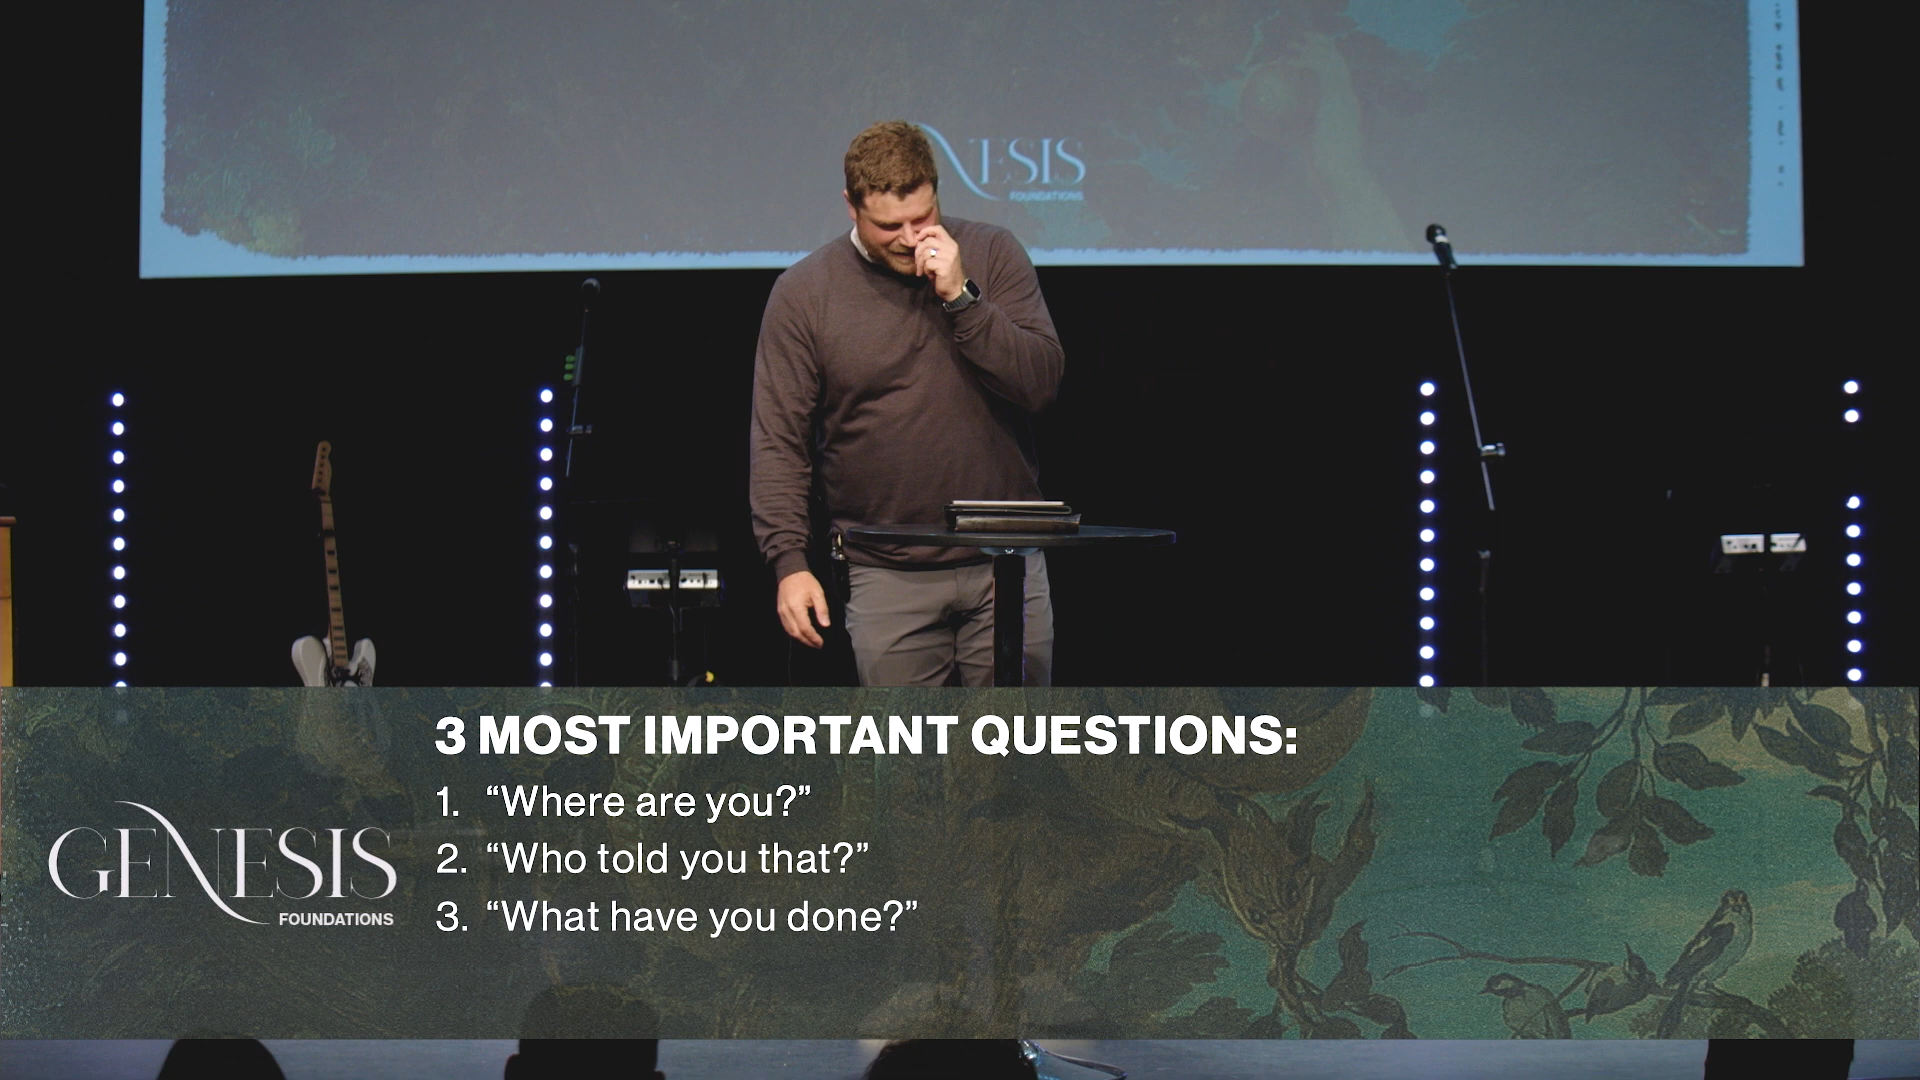 NESIS
FOUNDATIONS
3 MOST IMPORTANT QUESTIONS:
1. “Where are you?”
2. “Who told you that?”
3. “What have you done?”
GENESIS
FOUNDATIONS